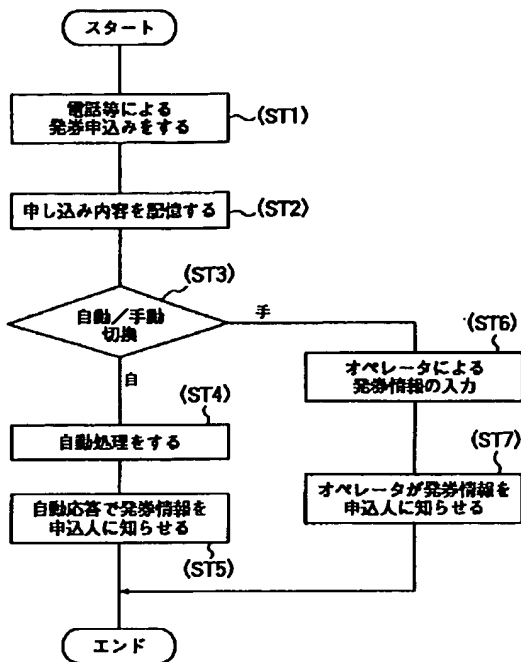 スタート
電話等による
発券申込みをする
(ST1)
申し込み内容を記憶する
(ST2)
(ST3)
自動／手動
切換
手
自
(ST4)
自動処理をする
自動応答で発券情報を
申込人に知らせる
(ST5)
(ST6)
オペレータによる
発券情報の入力
(ST7)
オペレータが発券情報を
申込人に知らせる
エンド